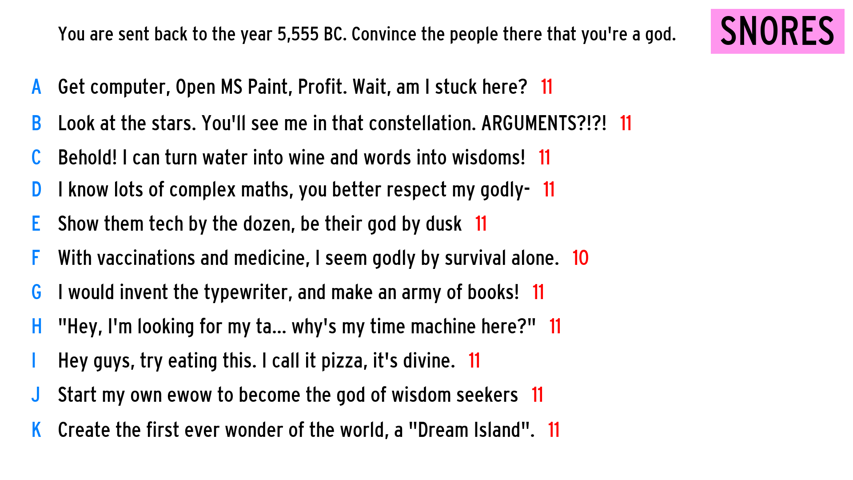 You are sent back to the year 5,555 BC. Convince the people there that you're a god. SNORES
A Get computer, Open MS Paint, Profit. Wait, am I stuck here? 11
B Look at the stars. You'll see me in that constellation. ARGUMENTS?!?! 11
C Behold! I can turn water into wine and words into wisdoms! 11
D I know lots of complex maths, you better respect my godly- 11
E Show them tech by the dozen, be their god by dusk 11
F With vaccinations and medicine, I seem godly by survival alone. 10
G I would invent the typewriter, and make an army of books! 11
H "Hey, I'm looking for my ta... why's my time machine here?" 11
I Hey guys, try eating this. I call it pizza, it's divine. 11
J Start my own ewow to become the god of wisdom seekers 11
K Create the first ever wonder of the world, a "Dream Island". 11